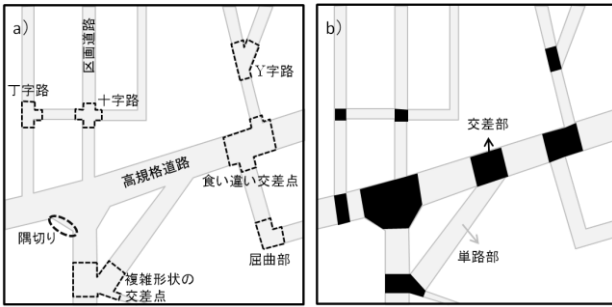 a)
区画道路
Y字路
丁字路
十字路
高規格道路
食い違い交差点
隅切り
屈曲部
複雑形状の
交差点
b)
交差部
単路部